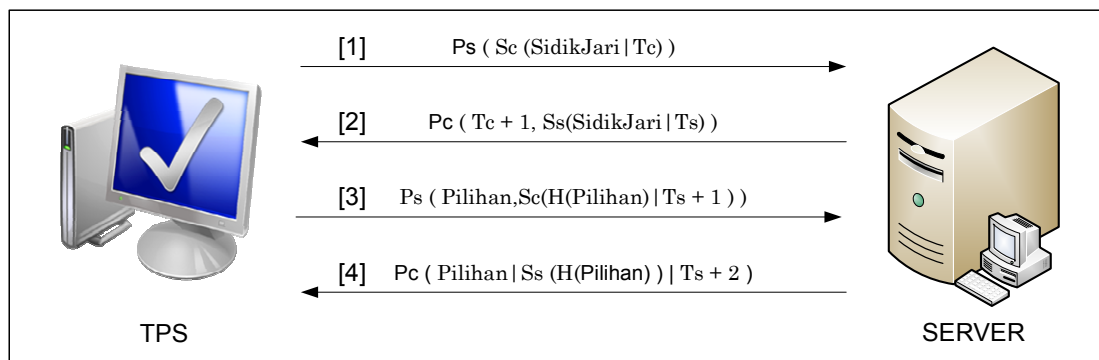 [1] Ps ( Sc (SidikJari|Tc) )
[2] Pc ( Tc + 1, Ss(SidikJari|Ts) )
[3] Ps ( Pilihan,Sc(H(Pilihan)|Ts + 1 ) )
[4] Pc ( Pilihan|Ss (H(Pilihan) ) | Ts + 2 )
TPS SERVER